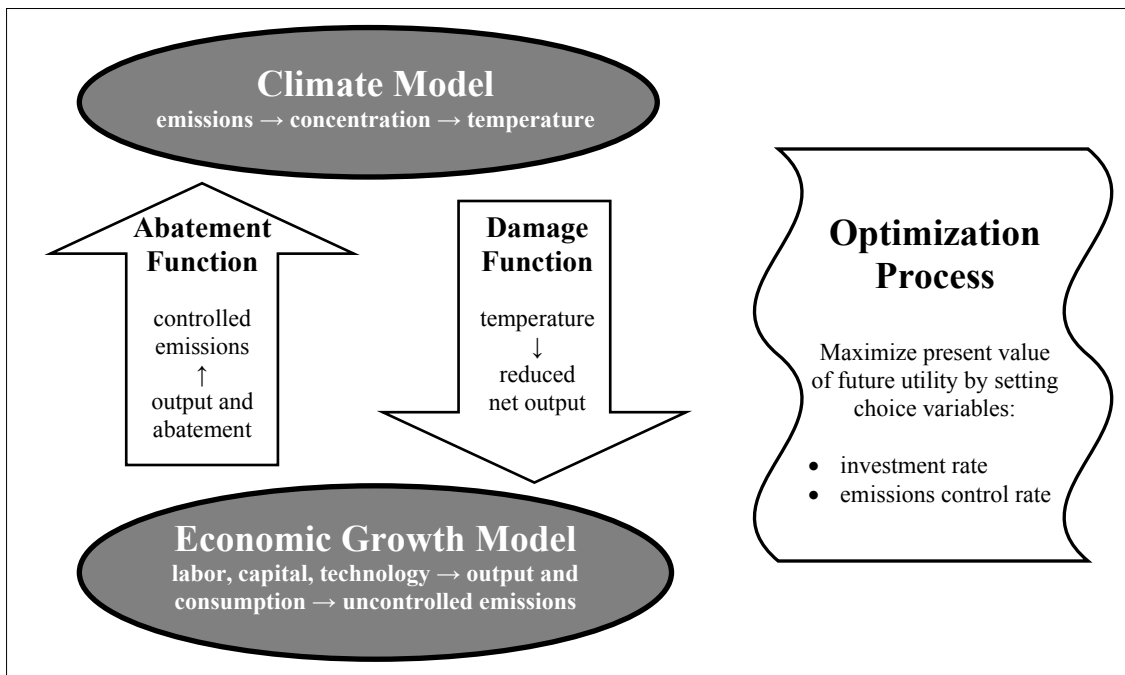 Climate Model
emissions → concentration → temperature
Abatement
Function
controlled
emissions
↑
output and
abatement
Damage
Function
temperature
↓
reduced
net output
Economic Growth Model
labor, capital, technology → output and
consumption → uncontrolled emissions
Optimization
Process
Maximize present value
of future utility by setting
choice variables:
• investment rate
• emissions control rate